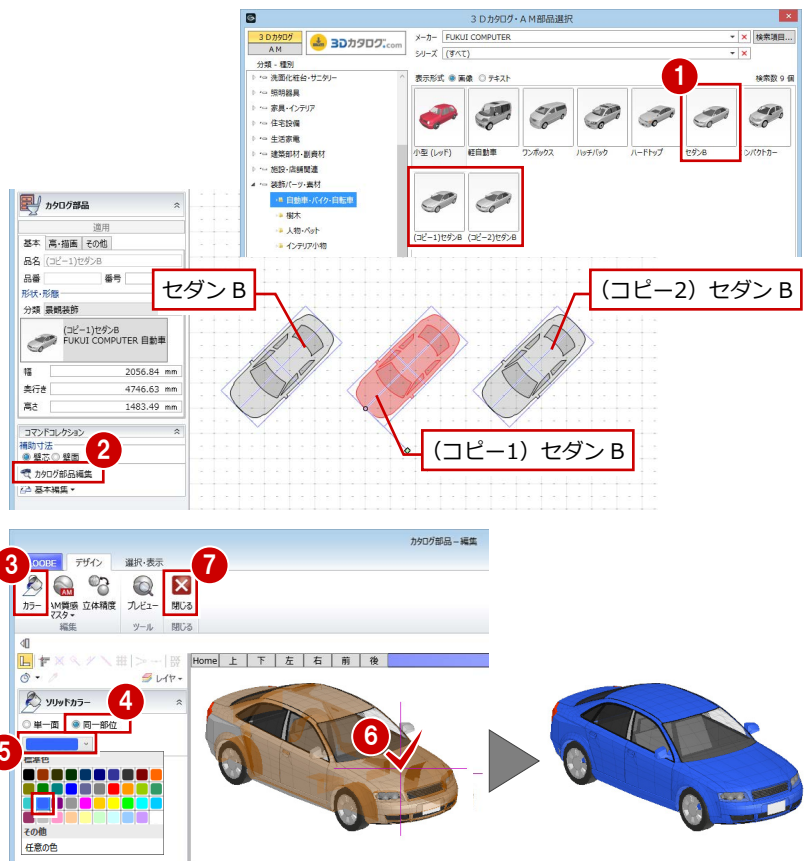 3Dカタログ・AM部品選択
3Dカタログ
AM
3Dカタログ.com
メーカー FUKUI COMPUTER
検索項目...
シリーズ (すべて)
分類 - 種別
表示形式 画像 テキスト
検索数 9 個
洗面化粧台・サニタリー
照明器具
家具・インテリア
住宅設備
生活家電
建築部材・副資材
施設・店舗関連
装飾パーツ・素材
自動車・バイク・自転車
樹木
人物・ペット
インテリア小物
1
小型 (レッド)
軽自動車
ワンボックス
ハッチバック
ハードトップ
セダンB
ンパクトカー
(コピー1)セダンB
(コピー2)セダンB
カタログ部品
適用
基本 高・描画 その他
品名 (コピー1)セダンB
品番 番号
形状・形態
分類 景観装飾
(コピー1)セダンB
FUKUI COMPUTER 自動車
幅 2056.84 mm
奥行き 4746.63 mm
高さ 1483.49 mm
コマンドコレクション
補助寸法
壁芯 壁面
2
カタログ部品編集
基本編集
セダン B
(コピー2) セダン B
(コピー1) セダン B
カタログ部品 - 編集
3
デザイン 選択・表示
7
カラー
AM質感マスタ
立体精度
プレビュー
閉じる
編集 ツール 閉じる
レイヤ
Home 上 下 左 右 前 後
ソリッドカラー
4
単一面 同一部位
5
6
標準色
その他
任意の色